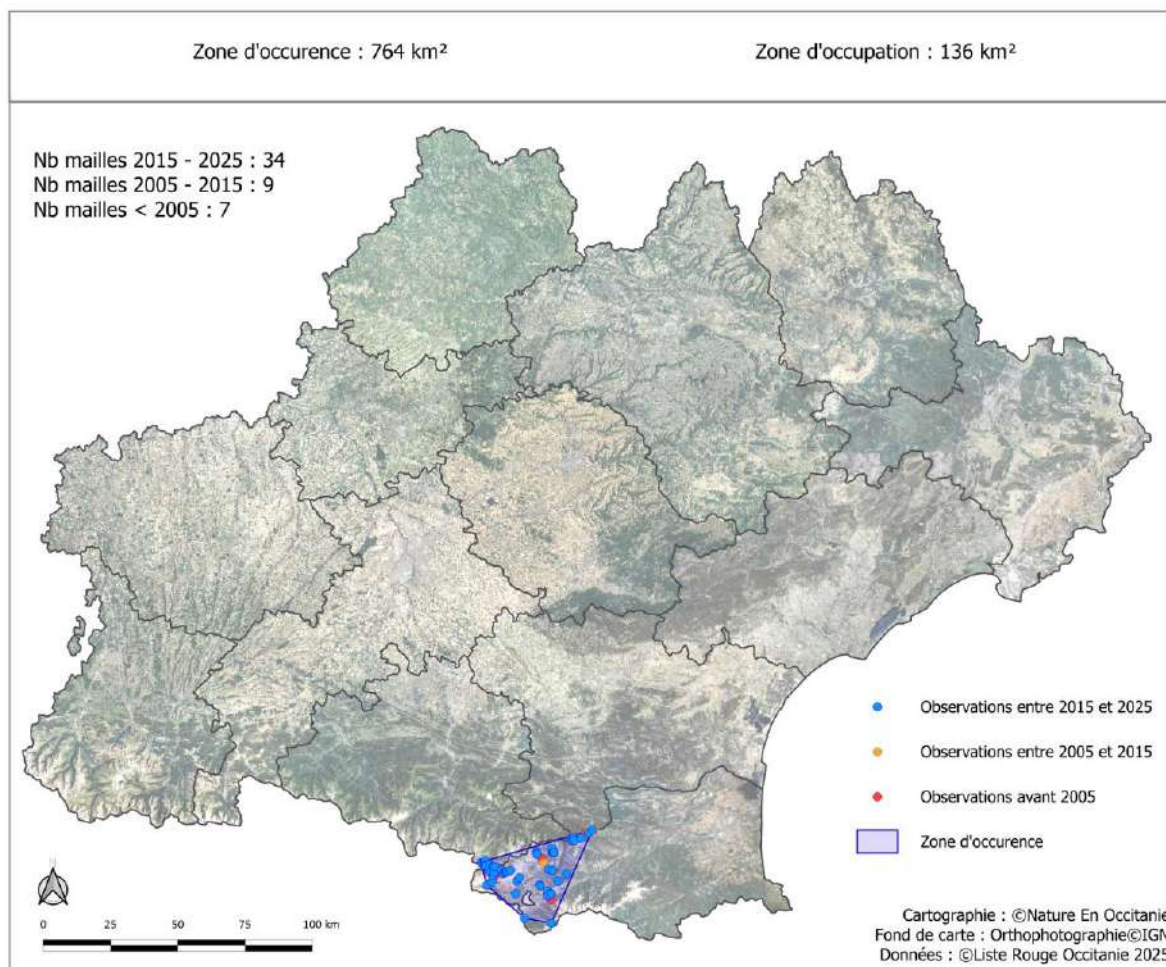 Zone d'occurence : 764 km²
Zone d'occupation : 136 km²
Nb mailles 2015 - 2025 : 34
Nb mailles 2005 - 2015 : 9
Nb mailles < 2005 : 7
Observations entre 2015 et 2025
Observations entre 2005 et 2015
Observations avant 2005
Zone d'occurence
N
0 25 50 75 100 km
Cartographie : ©Nature En Occitanie
Fond de carte : Orthophotographie©IGN
Données : ©Liste Rouge Occitanie 2025